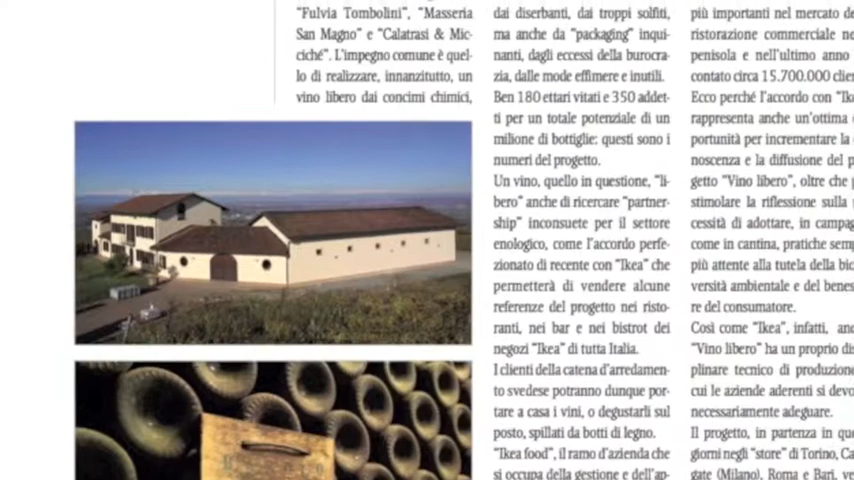 “Fulvia Tombolini”, “Masseria
San Magno” e “Calatrasi & Mic-
ciché”. L’impegno comune è quel-
lo di realizzare, innanzitutto, un
vino libero dai concimi chimici,
dai diserbanti, dai troppi solfiti,
ma anche da “packaging” inqui-
nanti, dagli eccessi della burocra-
zia, dalle mode effimere e inutili.
Ben 180 ettari vitati e 350 addet-
ti per un totale potenziale di un
milione di bottiglie: questi sono i
numeri del progetto.
Un vino, quello in questione, “li-
bero” anche di ricercare “partner-
ship” inconsuete per il settore
enologico, come l’accordo perfe-
zionato di recente con “Ikea” che
permetterà di vendere alcune
referenze del progetto nei risto-
ranti, nei bar e nei bistrot dei
negozi “Ikea” di tutta Italia.
I clienti della catena d’arredamen-
to svedese potranno dunque por-
tare a casa i vini, o degustarli sul
posto, spillati da botti di legno.
“Ikea food”, il ramo d’azienda che
si occupa della gestione e dell’ap-
più importanti nel mercato de
ristorazione commerciale ne
penisola e nell’ultimo anno
contato circa 15.700.000 clien
Ecco perché l’accordo con “Ike
rappresenta anche un’ottima
portunità per incrementare la
noscenza e la diffusione del p
getto “Vino libero”, oltre che
stimolare la riflessione sulla
cessità di adottare, in campag
come in cantina, pratiche semp
più attente alla tutela della bio
versità ambientale e del benes
re del consumatore.
Così come “Ikea”, infatti, anc
“Vino libero” ha un proprio dis
plinare tecnico di produzione
cui le aziende aderenti si devo
necessariamente adeguare.
Il progetto, in partenza in que
giorni negli “store” di Torino, Ca
gate (Milano), Roma e Bari, ve